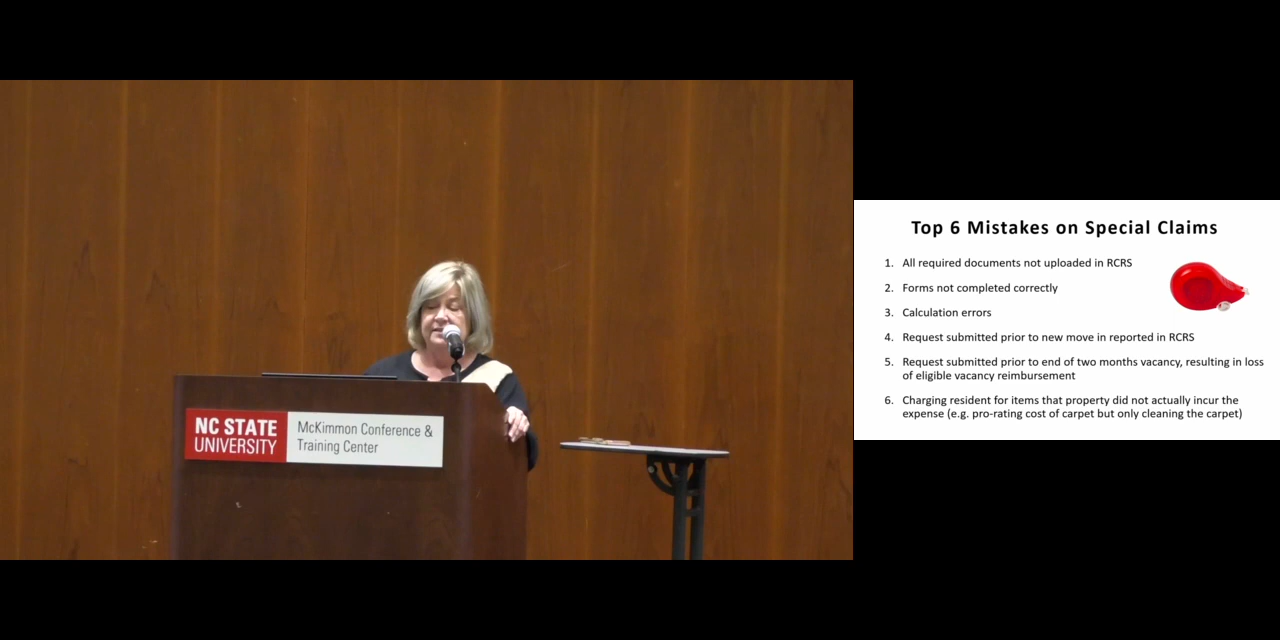 NC STATE
UNIVERSITY
McKimmon Conference &
Training Center
Top 6 Mistakes on Special Claims
1. All required documents not uploaded in RCRS
2. Forms not completed correctly
3. Calculation errors
4. Request submitted prior to new move in reported in RCRS
5. Request submitted prior to end of two months vacancy, resulting in loss
of eligible vacancy reimbursement
6. Charging resident for items that property did not actually incur the
expense (e.g. pro-rating cost of carpet but only cleaning the carpet)